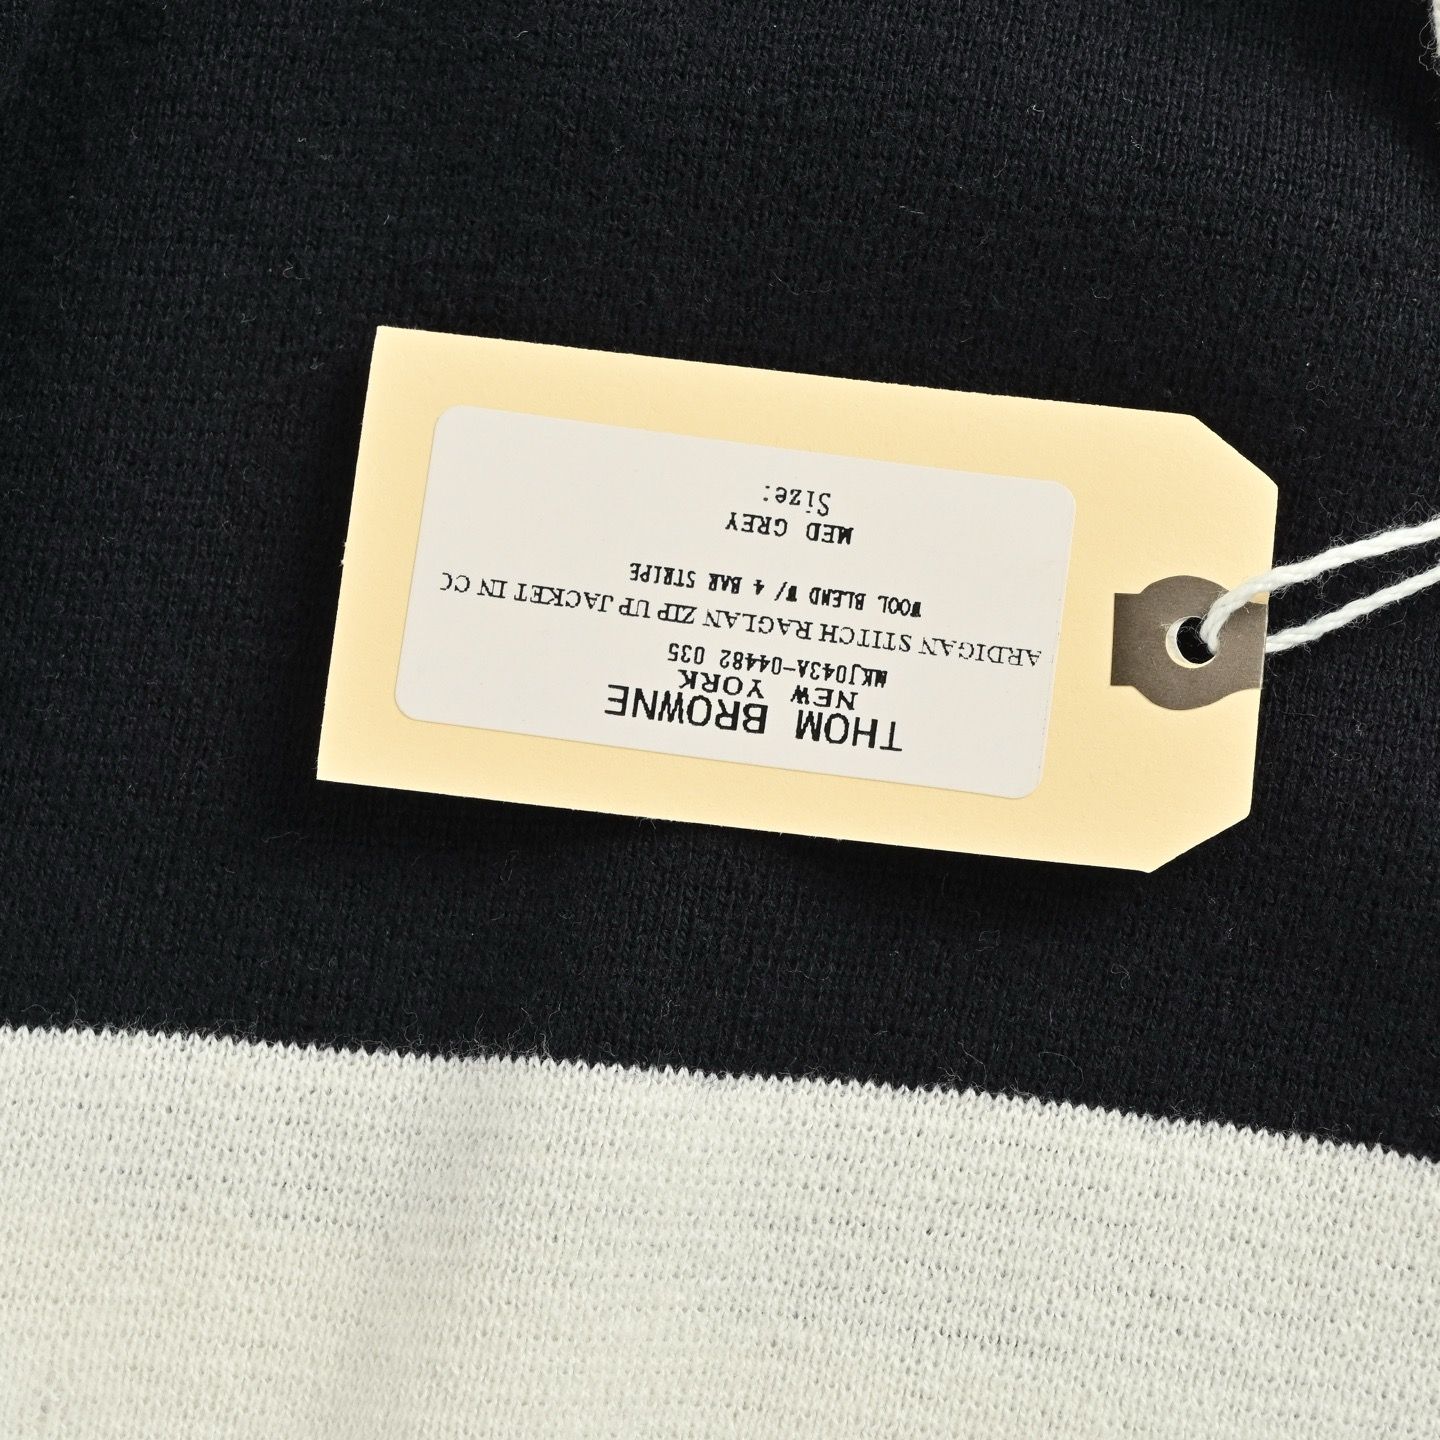 THOM BROWNE
NEW YORK
MKJ043A-04482 035
ARDIGAN STITCH RAGLAN ZIP UP JACKET IN CC
WOOL BLEND W/ 4 BAR STRIPE
MED GREY
Size: